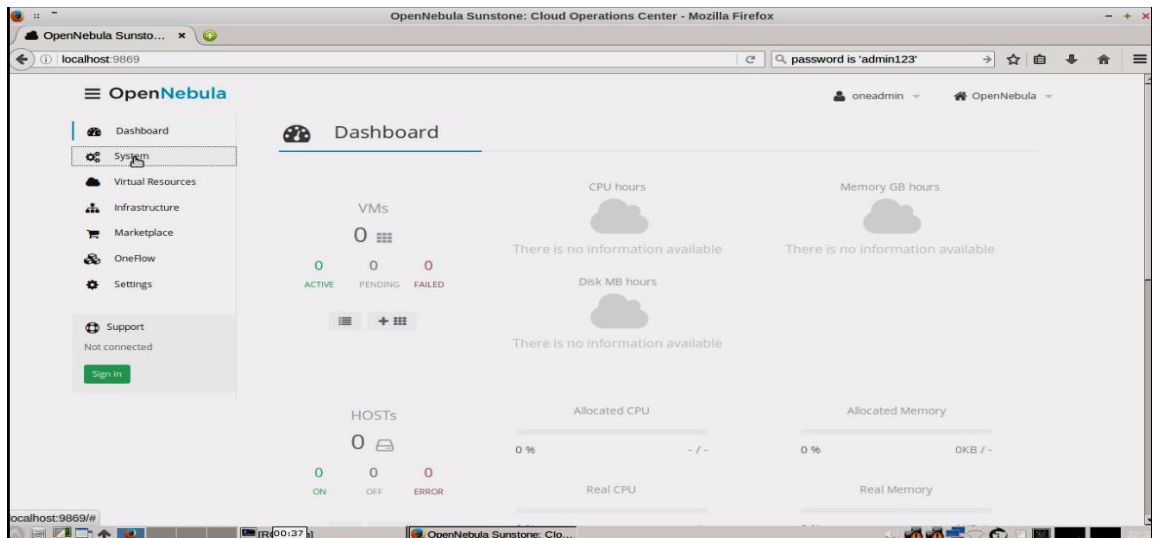 OpenNebula Sunstone: Cloud Operations Center - Mozilla Firefox
OpenNebula Sunsto...
localhost:9869
password is 'admin123'
OpenNebula
oneadmin
OpenNebula
Dashboard
System
Virtual Resources
Infrastructure
Marketplace
OneFlow
Settings
Support
Not connected
Sign in
Dashboard
VMs
0
0 0 0
ACTIVE PENDING FAILED
CPU hours
There is no information available
Memory GB hours
There is no information available
Disk MB hours
There is no information available
HOSTs
0
0 0 0
ON OFF ERROR
Allocated CPU
0 % - / -
Allocated Memory
0 % 0KB / -
Real CPU
Real Memory
ocalhost:9869/#
00:37
OpenNebula Sunstone: Clo...